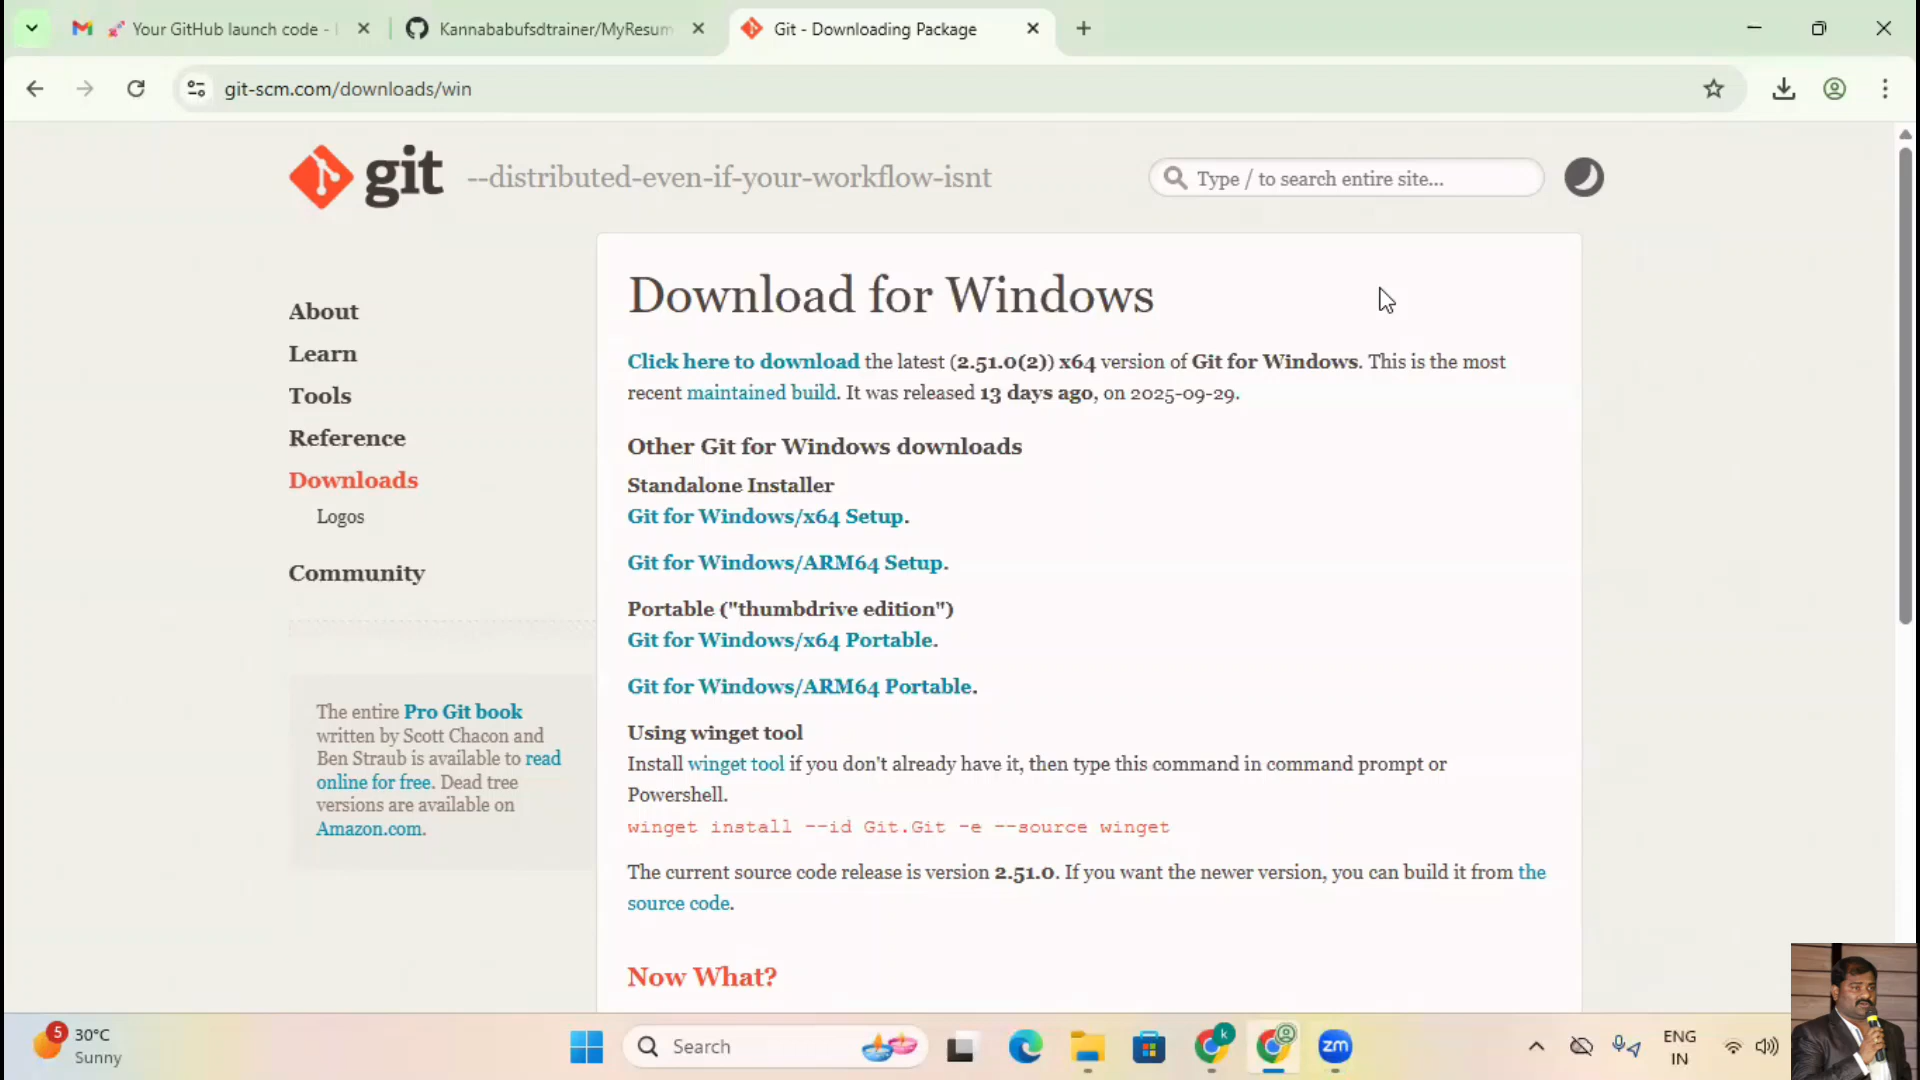 Your GitHub launch code -
Kannababufsdtrainer/MyResum
Git - Downloading Package
git-scm.com/downloads/win
git --distributed-even-if-your-workflow-isnt
Type / to search entire site...
About
Learn
Tools
Reference
Downloads
Logos
Community
The entire Pro Git book
written by Scott Chacon and
Ben Straub is available to read
online for free. Dead tree
versions are available on
Amazon.com.
Download for Windows
Click here to download the latest (2.51.0(2)) x64 version of Git for Windows. This is the most
recent maintained build. It was released 13 days ago, on 2025-09-29.
Other Git for Windows downloads
Standalone Installer
Git for Windows/x64 Setup.
Git for Windows/ARM64 Setup.
Portable ("thumbdrive edition")
Git for Windows/x64 Portable.
Git for Windows/ARM64 Portable.
Using winget tool
Install winget tool if you don't already have it, then type this command in command prompt or
Powershell.
winget install --id Git.Git -e --source winget
The current source code release is version 2.51.0. If you want the newer version, you can build it from the
source code.
Now What?
5
30°C
Sunny
Search
k
zm
ENG
IN